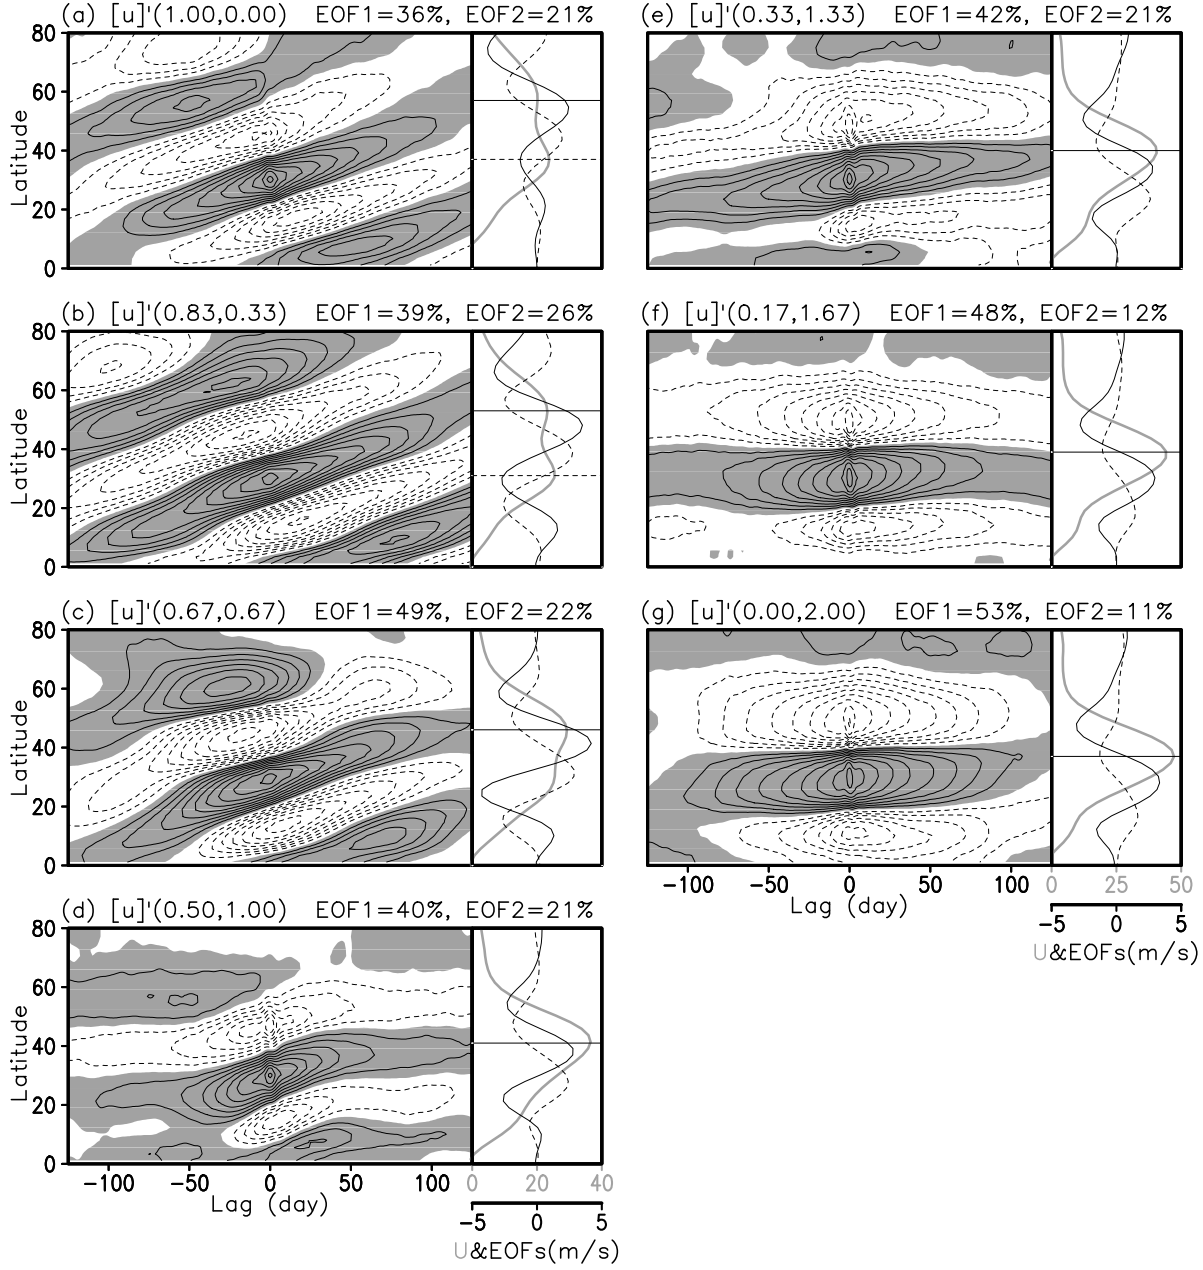 (a) [u]'(1.00,0.00) EOF1=36%, EOF2=21%
80
60
40
20
0
Latitude
(b) [u]'(0.83,0.33) EOF1=39%, EOF2=26%
80
60
40
20
0
Latitude
(c) [u]'(0.67,0.67) EOF1=49%, EOF2=22%
80
60
40
20
0
Latitude
(d) [u]'(0.50,1.00) EOF1=40%, EOF2=21%
80
60
40
20
0
Latitude
-100 -50 0 50 100
Lag (day)
0 20 40
-5 0 5
U&EOFs(m/s)
(e) [u]'(0.33,1.33) EOF1=42%, EOF2=21%
(f) [u]'(0.17,1.67) EOF1=48%, EOF2=12%
(g) [u]'(0.00,2.00) EOF1=53%, EOF2=11%
-100 -50 0 50 100
Lag (day)
0 25 50
-5 0 5
U&EOFs(m/s)